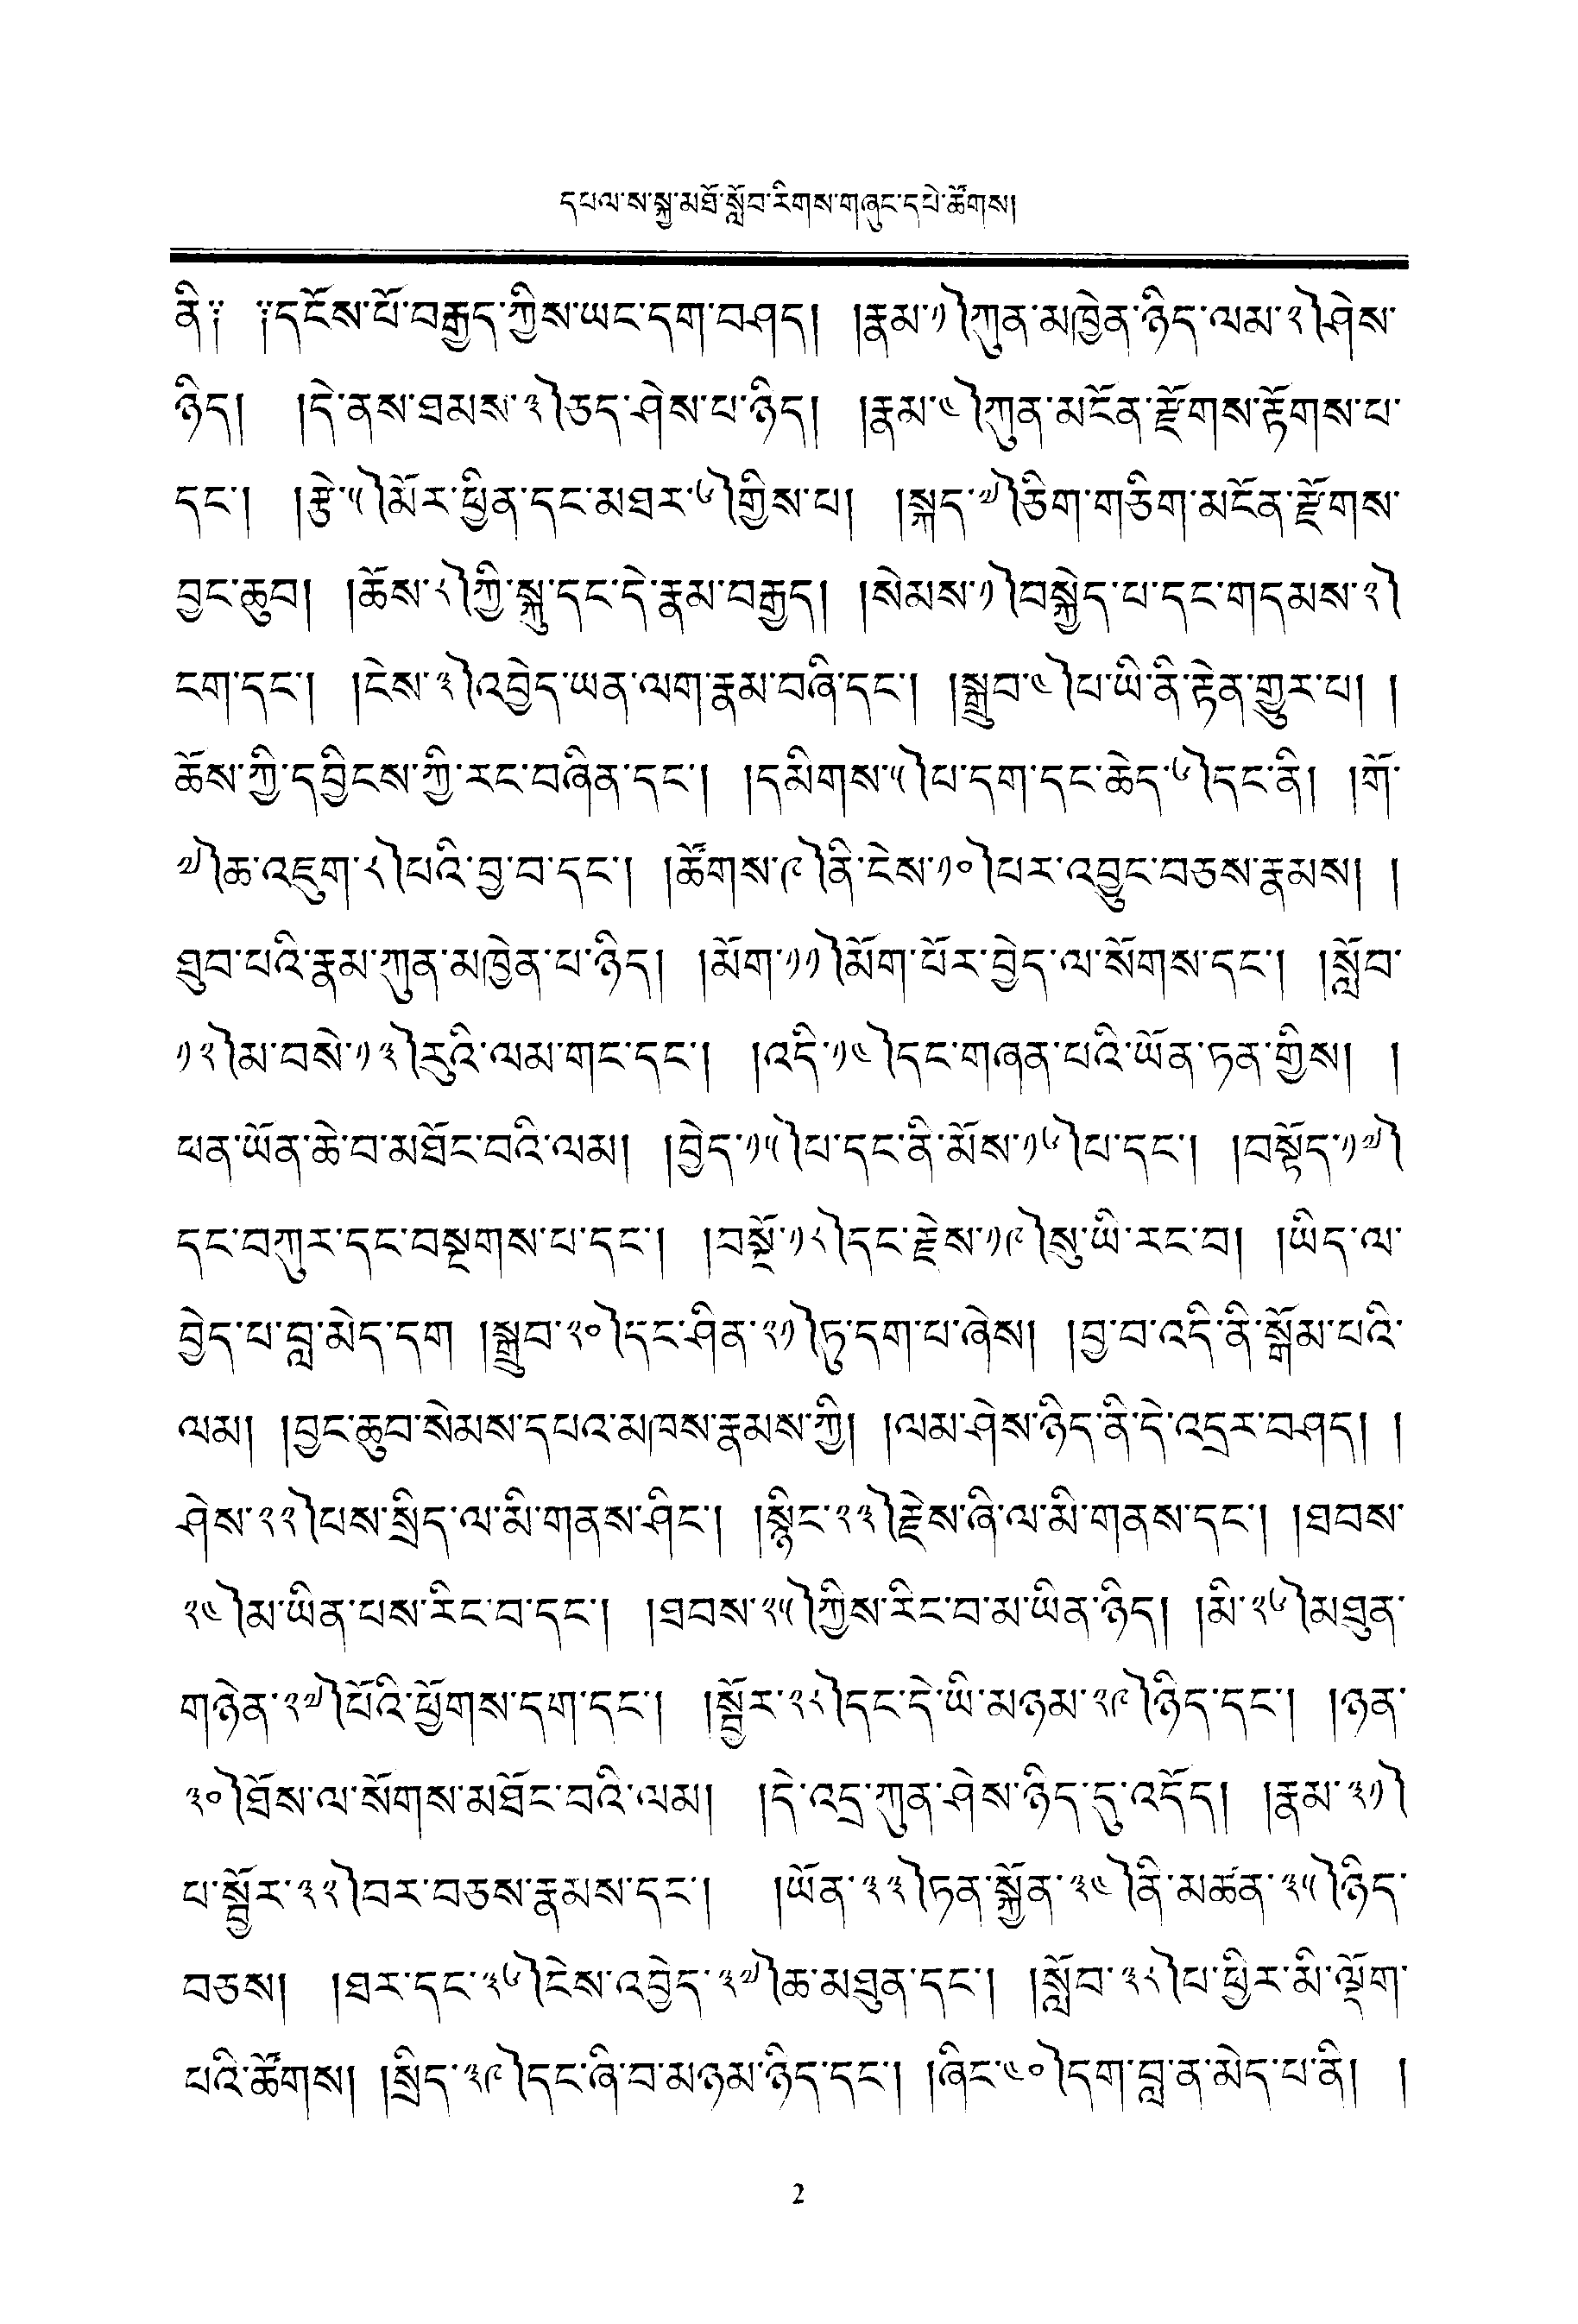 དཔལ་ས་སྐྱ་མཐོ་སློབ་རིགས་གཞུང་དཔེ་ཚོགས།
ནི༑ ༑དངོས་པོ་བརྒྱད་ཀྱིས་ཡང་དག་བཤད། །རྣམ་༡)ཀུན་མཁྱེན་ཉིད་ལམ་༢)ཤེས་
ཉིད། །དེ་ནས་ཐམས་༣)ཅད་ཤེས་པ་ཉིད། །རྣམ་༤)ཀུན་མངོན་རྫོགས་རྟོགས་པ་
དང་། །རྩེ་༥)མོར་ཕྱིན་དང་མཐར་༦)གྱིས་པ། །སྐད་༧)ཅིག་གཅིག་མངོན་རྫོགས་
བྱང་ཆུབ། །ཆོས་༨)ཀྱི་སྐུ་དང་དེ་རྣམ་བརྒྱད། །སེམས་༡)བསྐྱེད་པ་དང་གདམས་༢)
ངག་དང་། །ངེས་༣)འབྱེད་ཡན་ལག་རྣམ་བཞི་དང་། །སྒྲུབ་༤)པ་ཡི་ནི་རྟེན་གྱུར་པ། །
ཆོས་ཀྱི་དབྱིངས་ཀྱི་རང་བཞིན་དང་། །དམིགས་༥)པ་དག་དང་ཆེད་༦)དང་ནི། །གོ་
༧)ཆ་འཇུག་༨)པའི་བྱ་བ་དང་། །ཚོགས་༩)ནི་ངེས་༡༠)པར་འབྱུང་བཅས་རྣམས། །
ཐུབ་པའི་རྣམ་ཀུན་མཁྱེན་པ་ཉིད། །མོག་༡༡)མོག་པོར་བྱེད་ལ་སོགས་དང་། །སློབ་
༡༢)མ་བསེ་༡༣)རུའི་ལམ་གང་དང་། །འདི་༡༤)དང་གཞན་པའི་ཡོན་ཏན་གྱིས། །
ཕན་ཡོན་ཆེ་བ་མཐོང་བའི་ལམ། །བྱེད་༡༥)པ་དང་ནི་མོས་༡༦)པ་དང་། །བསྟོད་༡༧)
དང་བཀུར་དང་བསྔགས་པ་དང་། །བསྔོ་༡༨)དང་རྗེས་༡༩)སུ་ཡི་རང་བ། །ཡིད་ལ་
བྱེད་པ་བླ་མེད་དག །སྒྲུབ་༢༠)དང་ཤིན་༢༡)ཏུ་དག་པ་ཞེས། །བྱ་བ་འདི་ནི་སྒོམ་པའི་
ལམ། །བྱང་ཆུབ་སེམས་དཔའ་མཁས་རྣམས་ཀྱི། །ལམ་ཤེས་ཉིད་ནི་དེ་འདྲར་བཤད། །
ཤེས་༢༢)པས་སྲིད་ལ་མི་གནས་ཤིང་། །སྙིང་༢༣)རྗེས་ཞི་ལ་མི་གནས་དང་། །ཐབས་
༢༤)མ་ཡིན་པས་རིང་བ་དང་། །ཐབས་༢༥)ཀྱིས་རིང་བ་མ་ཡིན་ཉིད། །མི་༢༦)མཐུན་
གཉེན་༢༧)པོའི་ཕྱོགས་དག་དང་། །སྦྱོར་༢༨)དང་དེ་ཡི་མཉམ་༢༩)ཉིད་དང་། །ཉན་
༣༠)ཐོས་ལ་སོགས་མཐོང་བའི་ལམ། །དེ་འདྲ་ཀུན་ཤེས་ཉིད་དུ་འདོད། །རྣམ་༣༡)
པ་སྦྱོར་༣༢)བར་བཅས་རྣམས་དང་། །ཡོན་༣༣)ཏན་སྐྱོན་༣༤)ནི་མཚན་༣༥)ཉིད་
བཅས། །ཐར་དང་༣༦)ངེས་འབྱེད་༣༧)ཆ་མཐུན་དང་། །སློབ་༣༨)པ་ཕྱིར་མི་ལྡོག་
པའི་ཚོགས། །སྲིད་༣༩)དང་ཞི་བ་མཉམ་ཉིད་དང་། །ཞིང་༤༠)དག་བླ་ན་མེད་པ་ནི། །
2